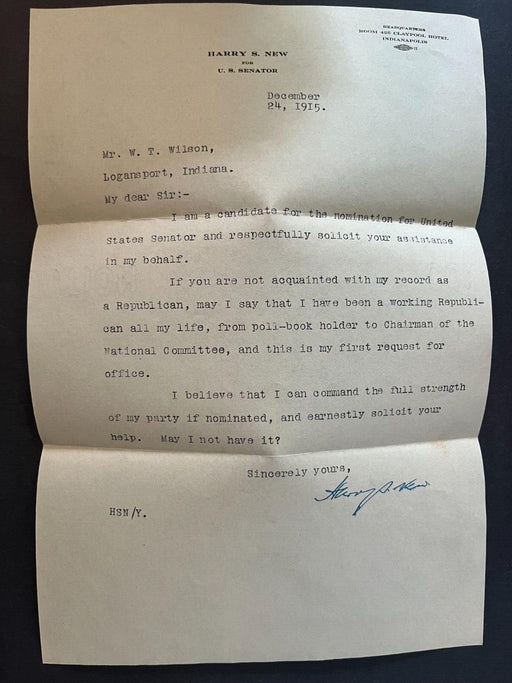 HEADQUARTERS
ROOM 425 CLAYPOOL HOTEL
INDIANAPOLIS
HARRY S. NEW
FOR
U. S. SENATOR
December
24, 1915.
Mr. W. T. Wilson,
Logansport, Indiana.
My dear Sir:-
I am a candidate for the nomination for United
States Senator and respectfully solicit your assistance
in my behalf.
If you are not acquainted with my record as
a Republican, may I say that I have been a working Republi-
can all my life, from poll-book holder to Chairman of the
National Committee, and this is my first request for
office.
I believe that I can command the full strength
of my party if nominated, and earnestly solicit your
help. May I not have it?
Sincerely yours,
Harry S. New
HSN/Y.